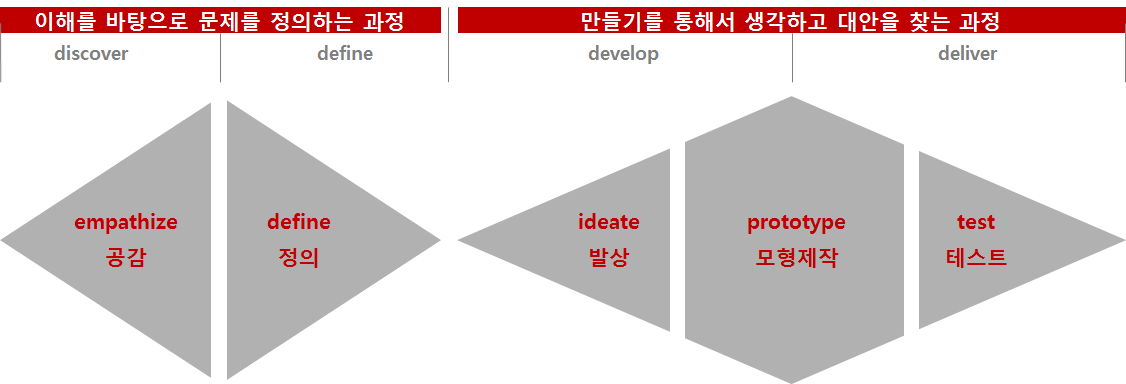 이해를 바탕으로 문제를 정의하는 과정
만들기를 통해서 생각하고 대안을 찾는 과정
discover
define
develop
deliver
empathize
공감
define
정의
ideate
발상
prototype
모형제작
test
테스트